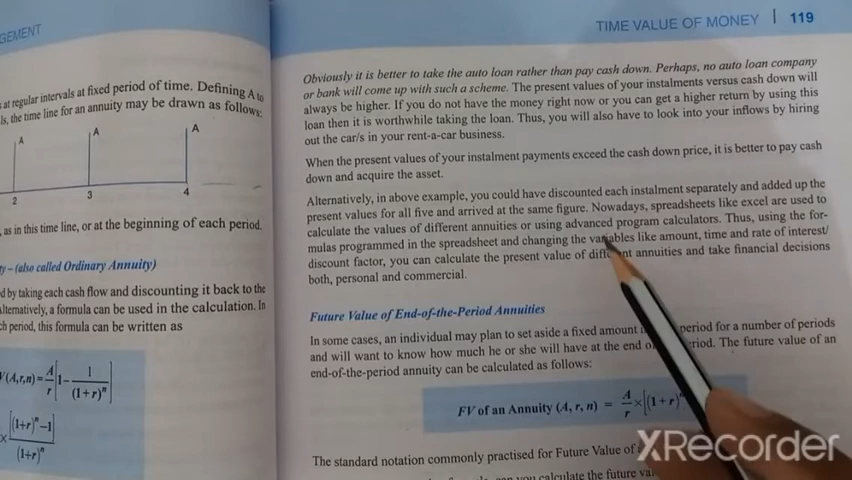 GEMENT
at regular intervals at fixed period of time. Defining A to
ls, the time line for an annuity may be drawn as follows:
A
A
A
2
3
4
as in this time line, or at the beginning of each period.
ty – (also called Ordinary Annuity)
ed by taking each cash flow and discounting it back to the
Alternatively, a formula can be used in the calculation. In
ch period, this formula can be written as
V(A,r,n) = A/r [1 − 1/(1+r)^n]
× [(1+r)^n −1]/(1+r)^n
TIME VALUE OF MONEY | 119
Obviously it is better to take the auto loan rather than pay cash down. Perhaps, no auto loan company
or bank will come up with such a scheme. The present values of your instalments versus cash down will
always be higher. If you do not have the money right now or you can get a higher return by using this
loan then it is worthwhile taking the loan. Thus, you will also have to look into your inflows by hiring
out the car/s in your rent-a-car business.
When the present values of your instalment payments exceed the cash down price, it is better to pay cash
down and acquire the asset.
Alternatively, in above example, you could have discounted each instalment separately and added up the
present values for all five and arrived at the same figure. Nowadays, spreadsheets like excel are used to
calculate the values of different annuities or using advanced program calculators. Thus, using the for-
mulas programmed in the spreadsheet and changing the variables like amount, time and rate of interest/
discount factor, you can calculate the present value of different annuities and take financial decisions
both, personal and commercial.
Future Value of End-of-the-Period Annuities
In some cases, an individual may plan to set aside a fixed amount period for a number of periods
and will want to know how much he or she will have at the end The future value of an
end-of-the-period annuity can be calculated as follows:
FV of an Annuity (A, r, n) = A/r × [(1 + r)^n
The standard notation commonly practised for Future Value of
you calculate the future
XRecorder